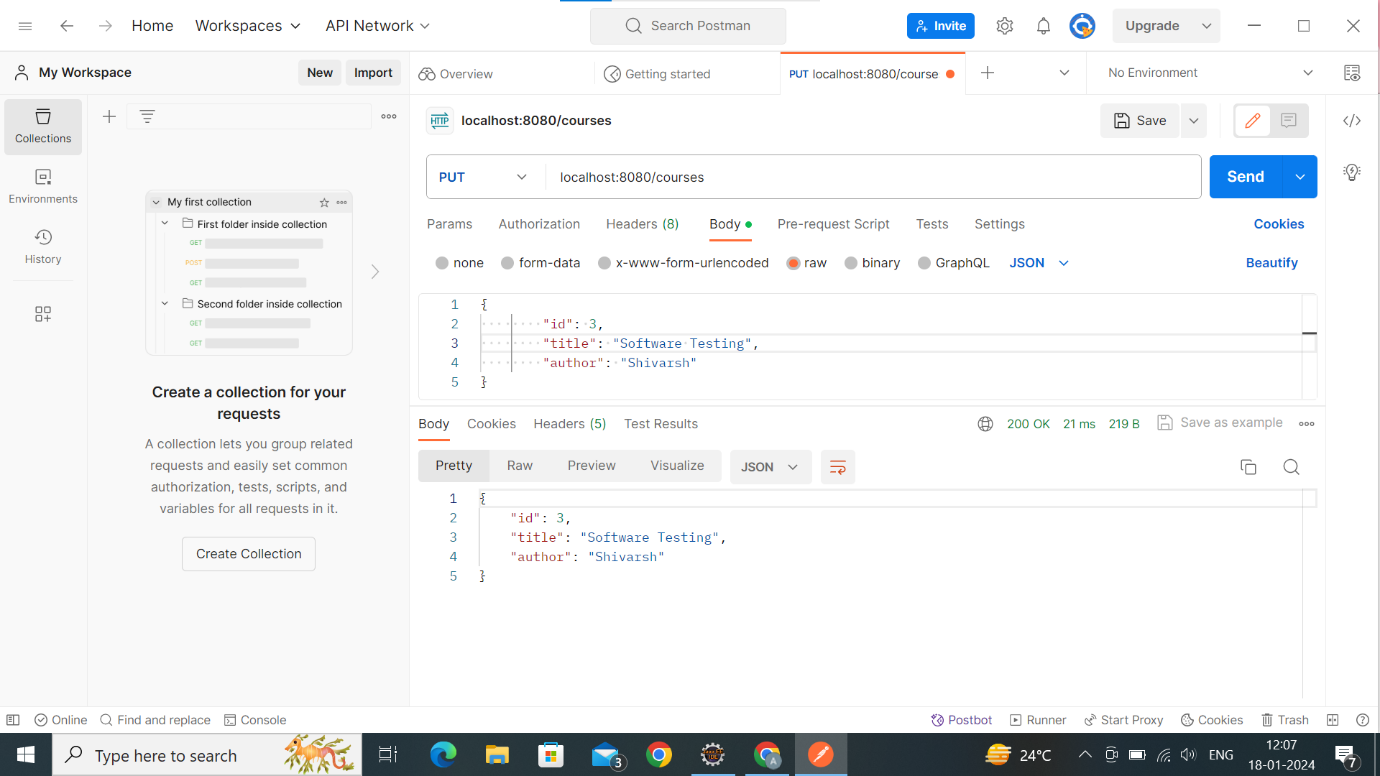 Home Workspaces API Network Search Postman Invite Upgrade
My Workspace New Import Overview Getting started PUT localhost:8080/course No Environment
Collections
Environments
History
My first collection
First folder inside collection
GET
POST
GET
Second folder inside collection
GET
GET
Create a collection for your
requests
A collection lets you group related
requests and easily set common
authorization, tests, scripts, and
variables for all requests in it.
Create Collection
HTTP localhost:8080/courses Save
PUT localhost:8080/courses Send
Params Authorization Headers (8) Body Pre-request Script Tests Settings Cookies
none form-data x-www-form-urlencoded raw binary GraphQL JSON Beautify
1 {
2 "id": 3,
3 "title": "Software Testing",
4 "author": "Shivarsh"
5 }
Body Cookies Headers (5) Test Results 200 OK 21 ms 219 B Save as example
Pretty Raw Preview Visualize JSON
1 {
2 "id": 3,
3 "title": "Software Testing",
4 "author": "Shivarsh"
5 }
Online Find and replace Console Postbot Runner Start Proxy Cookies Trash
Type here to search 3 A 24°C ENG 12:07
18-01-2024 7